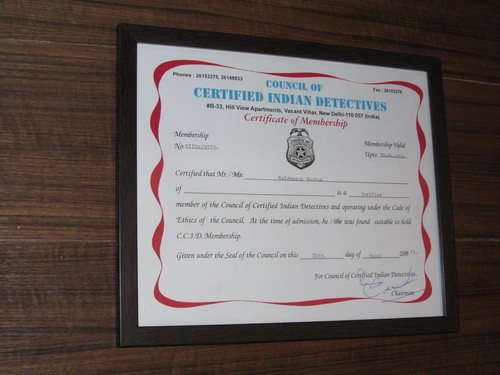 Phones : 26153275, 26149833
Fax : 26153276
COUNCIL OF
CERTIFIED INDIAN DETECTIVES
#B-33, Hill View Apartments, Vasant Vihar, New Delhi-110 057 (India)
Certificate of Membership
Membership
No.
Membership Valid
Upto
Certified that Mr. / Ms.
of is a Certified
member of the Council of Certified Indian Detectives and operating under the Code of
Ethics of the Council. At the time of admission, he /she was found suitable to hold
C.C.I.D. Membership.
Given under the Seal of the Council on this day of 200
For Council of Certified Indian Detectives
Chairman